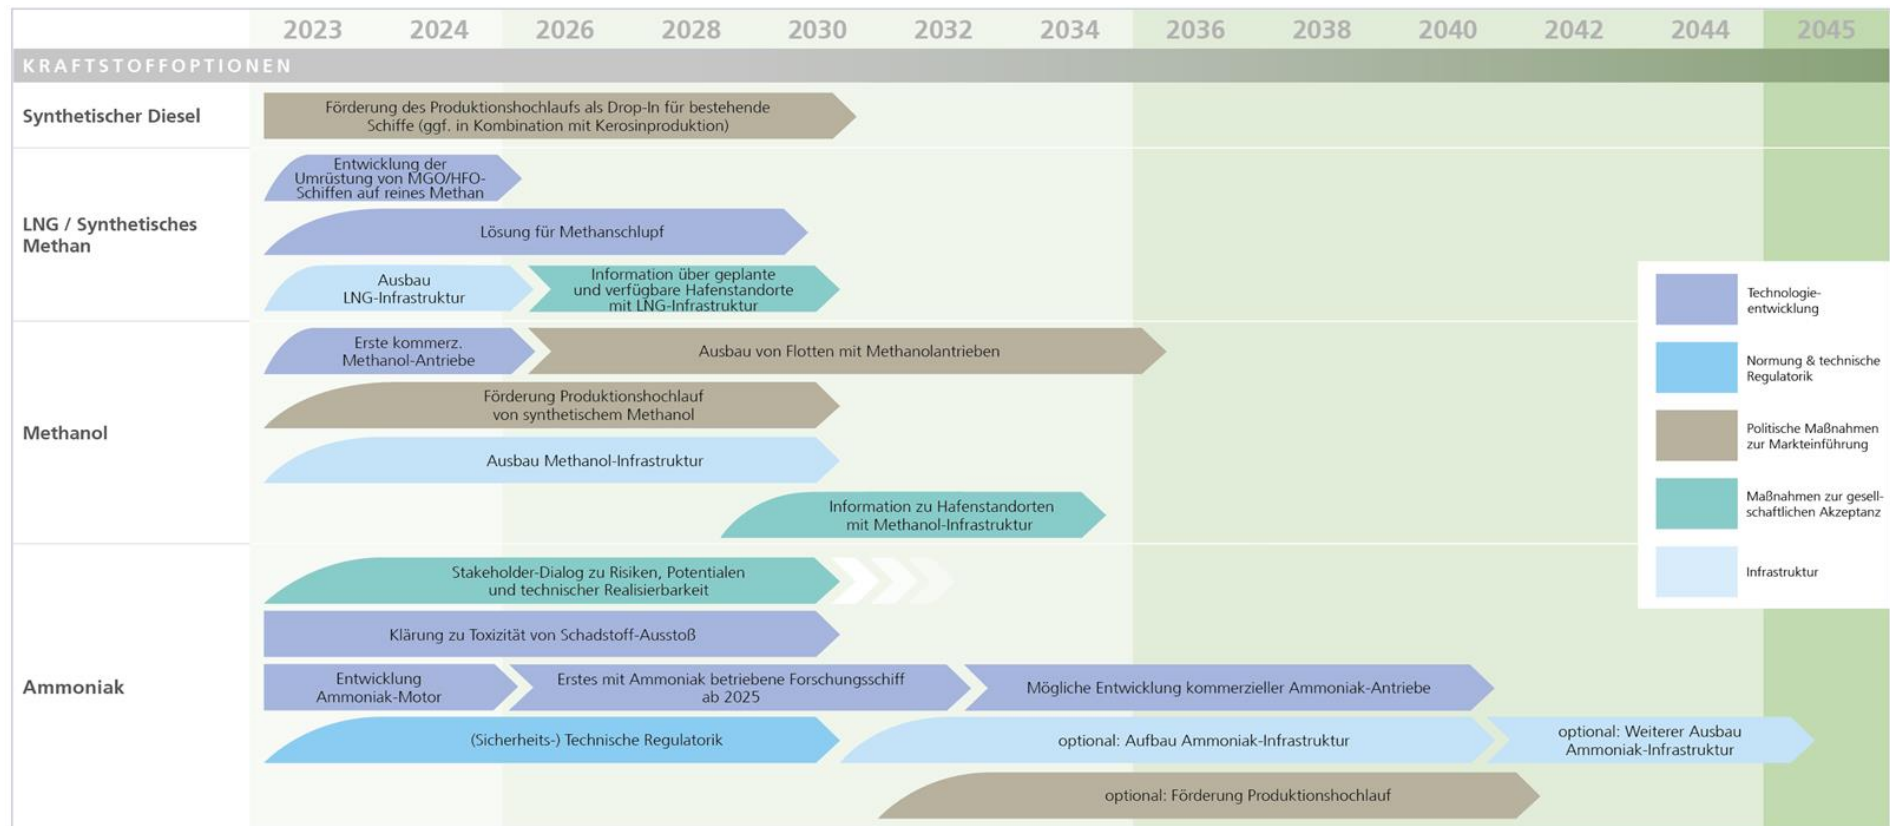 2023 2024 2026 2028 2030 2032 2034 2036 2038 2040 2042 2044 2045
KRAFTSTOFFOPTIONEN
Synthetischer Diesel
Förderung des Produktionshochlaufs als Drop-In für bestehende
Schiffe (ggf. in Kombination mit Kerosinproduktion)
LNG / Synthetisches
Methan
Entwicklung der
Umrüstung von MGO/HFO-
Schiffen auf reines Methan
Lösung für Methanschlupf
Ausbau
LNG-Infrastruktur
Information über geplante
und verfügbare Hafenstandorte
mit LNG-Infrastruktur
Methanol
Erste kommerz.
Methanol-Antriebe
Ausbau von Flotten mit Methanolantrieben
Förderung Produktionshochlauf
von synthetischem Methanol
Ausbau Methanol-Infrastruktur
Information zu Hafenstandorten
mit Methanol-Infrastruktur
Ammoniak
Stakeholder-Dialog zu Risiken, Potentialen
und technischer Realisierbarkeit
Klärung zu Toxizität von Schadstoff-Ausstoß
Entwicklung
Ammoniak-Motor
Erstes mit Ammoniak betriebene Forschungsschiff
ab 2025
Mögliche Entwicklung kommerzieller Ammoniak-Antriebe
(Sicherheits-) Technische Regulatorik
optional: Aufbau Ammoniak-Infrastruktur
optional: Weiterer Ausbau
Ammoniak-Infrastruktur
optional: Förderung Produktionshochlauf
Technologie-
entwicklung
Normung & technische
Regulatorik
Politische Maßnahmen
zur Markteinführung
Maßnahmen zur gesell-
schaftlichen Akzeptanz
Infrastruktur